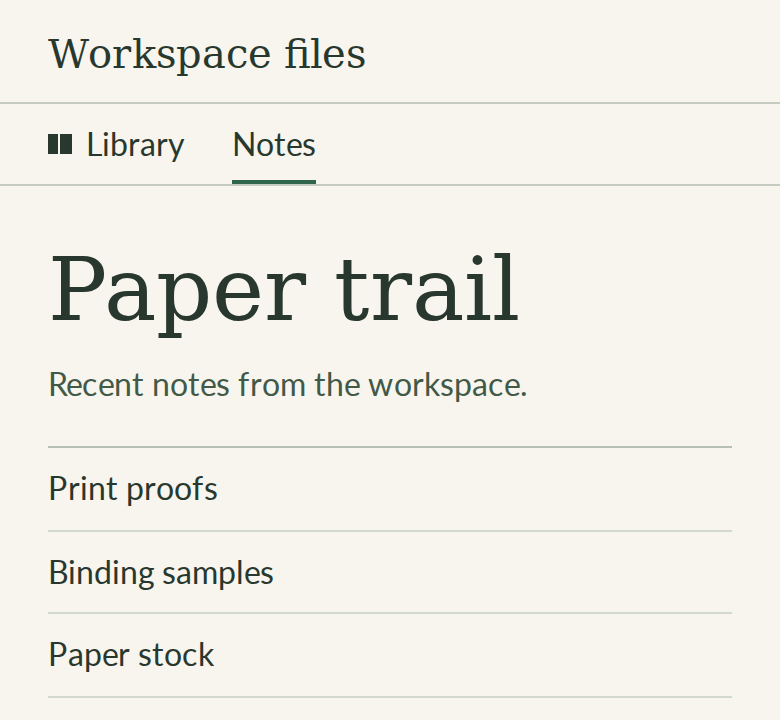 Workspace files
Library Notes
Paper trail
Recent notes from the workspace.
Print proofs
Binding samples
Paper stock